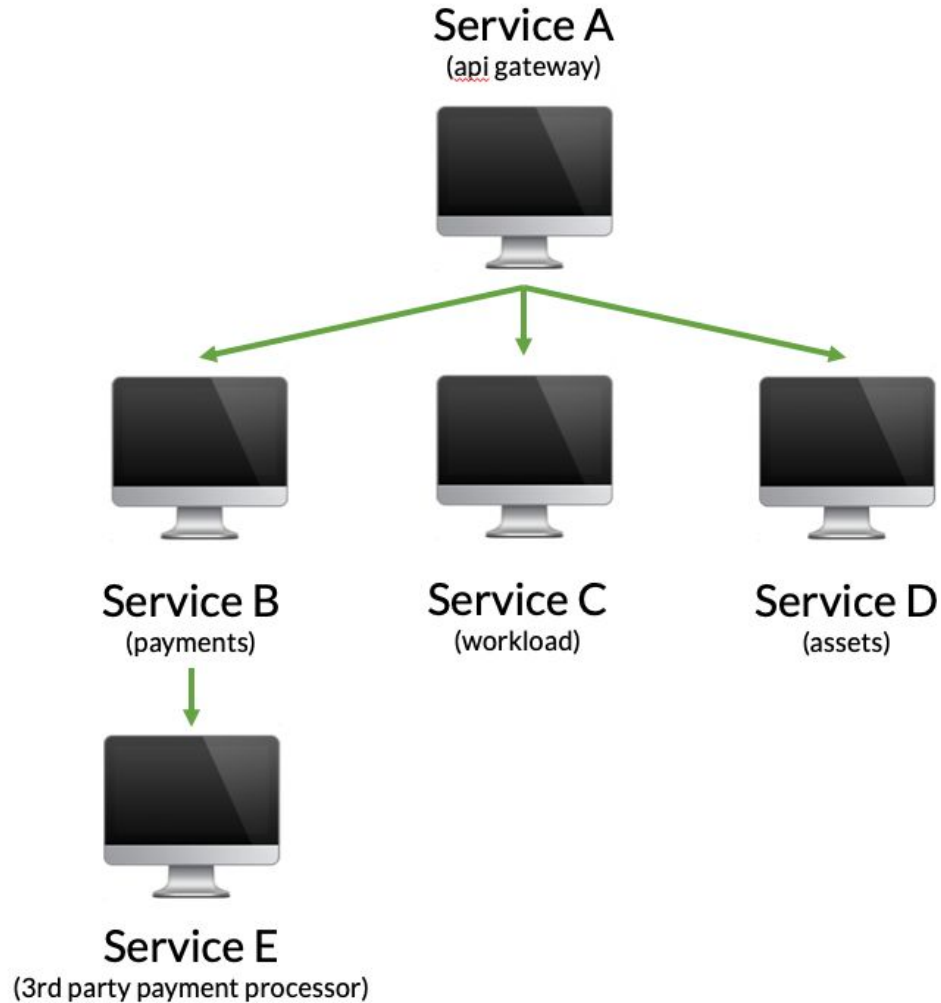 Service A
(api gateway)
Service B
(payments)
Service C
(workload)
Service D
(assets)
Service E
(3rd party payment processor)